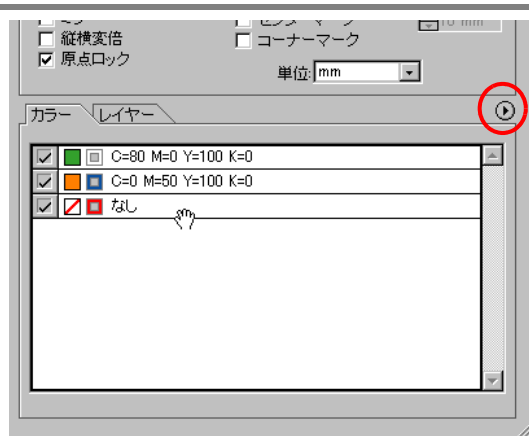 縦横変倍
コーナーマーク
原点ロック
単位: mm
カラー
レイヤー
C=80 M=0 Y=100 K=0
C=0 M=50 Y=100 K=0
なし